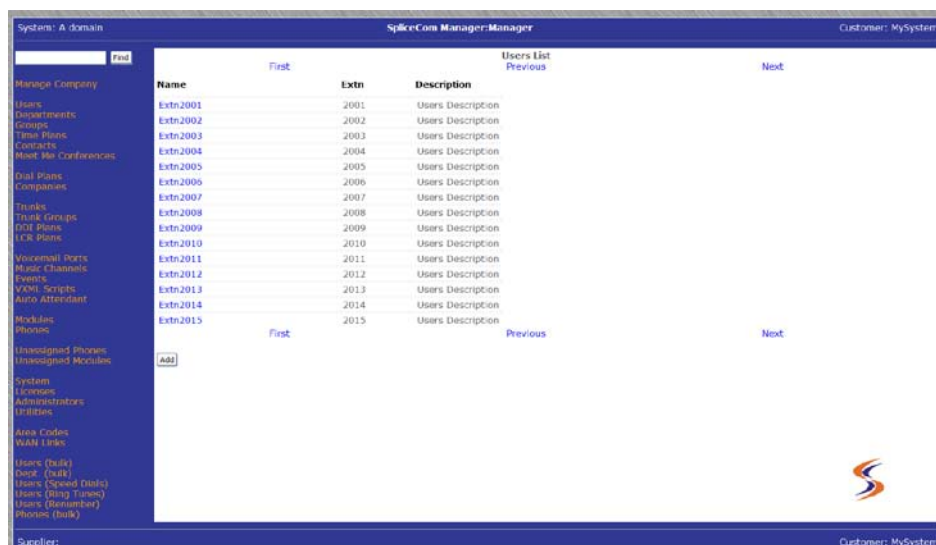 System: A domain
SpliceCom Manager:Manager
Customer: MySystem
Find
Manage Company
Users
Departments
Groups
Time Plans
Contacts
Meet Me Conferences
Dial Plans
Companies
Trunks
Trunk Groups
DDI Plans
LCR Plans
Voicemail Ports
Music Channels
Events
VXML Scripts
Auto Attendant
Modules
Phones
Unassigned Phones
Unassigned Modules
System
Licenses
Administrators
Utilities
Area Codes
WAN Links
Users (bulk)
Dept. (bulk)
Users (Speed Dials)
Users (Ring Tunes)
Users (Renumber)
Phones (bulk)
Users List
First Previous Next
Name Extn Description
Extn2001 2001 Users Description
Extn2002 2002 Users Description
Extn2003 2003 Users Description
Extn2004 2004 Users Description
Extn2005 2005 Users Description
Extn2006 2006 Users Description
Extn2007 2007 Users Description
Extn2008 2008 Users Description
Extn2009 2009 Users Description
Extn2010 2010 Users Description
Extn2011 2011 Users Description
Extn2012 2012 Users Description
Extn2013 2013 Users Description
Extn2014 2014 Users Description
Extn2015 2015 Users Description
First Previous Next
Add
Supplier:
Customer: MySystem